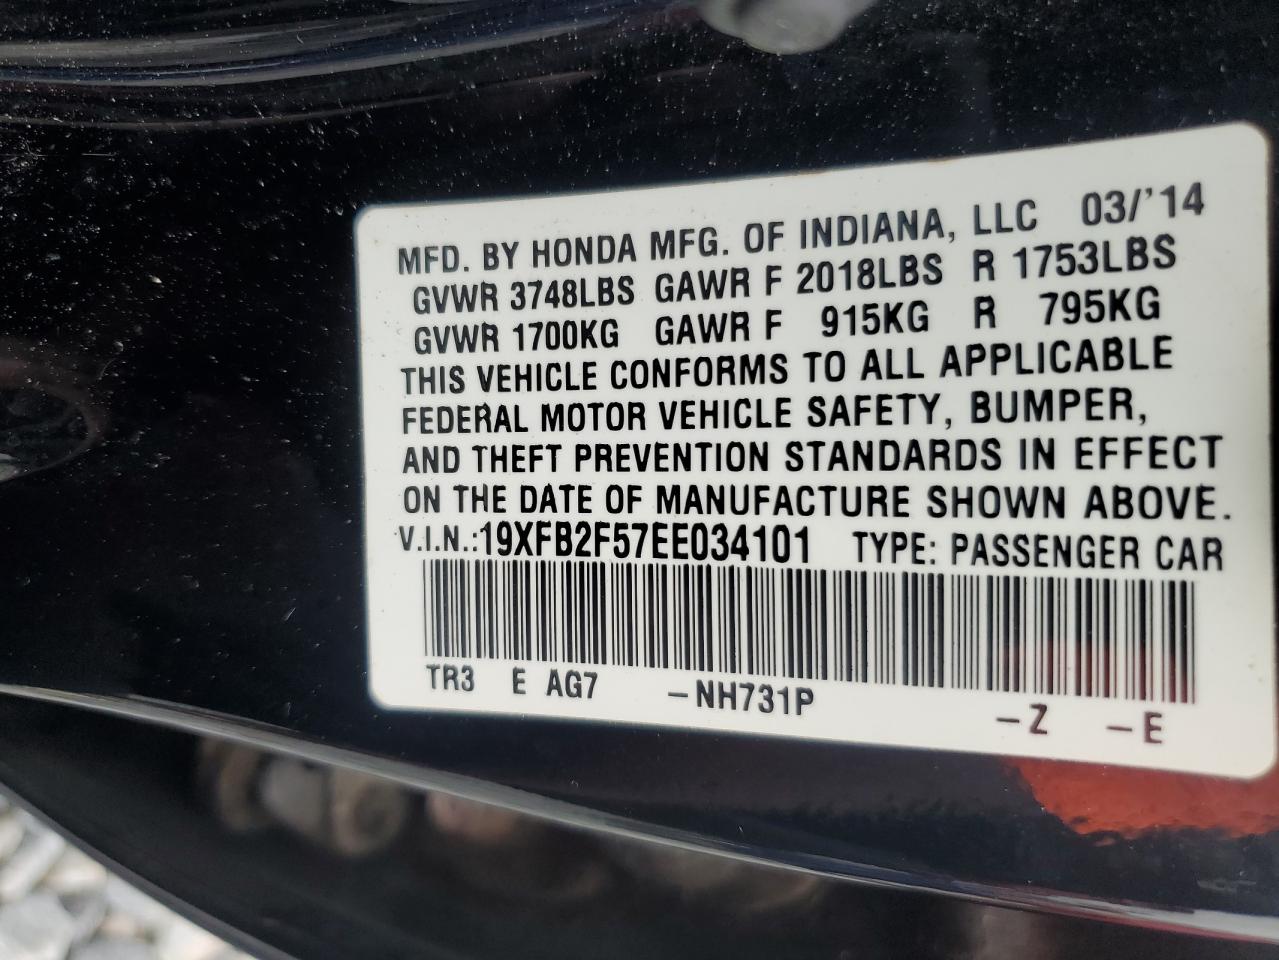 MFD. BY HONDA MFG. OF INDIANA, LLC 03/'14
GVWR 3748LBS GAWR F 2018LBS R 1753LBS
GVWR 1700KG GAWR F 915KG R 795KG
THIS VEHICLE CONFORMS TO ALL APPLICABLE
FEDERAL MOTOR VEHICLE SAFETY, BUMPER,
AND THEFT PREVENTION STANDARDS IN EFFECT
ON THE DATE OF MANUFACTURE SHOWN ABOVE.
V.I.N.:19XFB2F57EE034101 TYPE: PASSENGER CAR
TR3 E AG7 -NH731P -Z -E